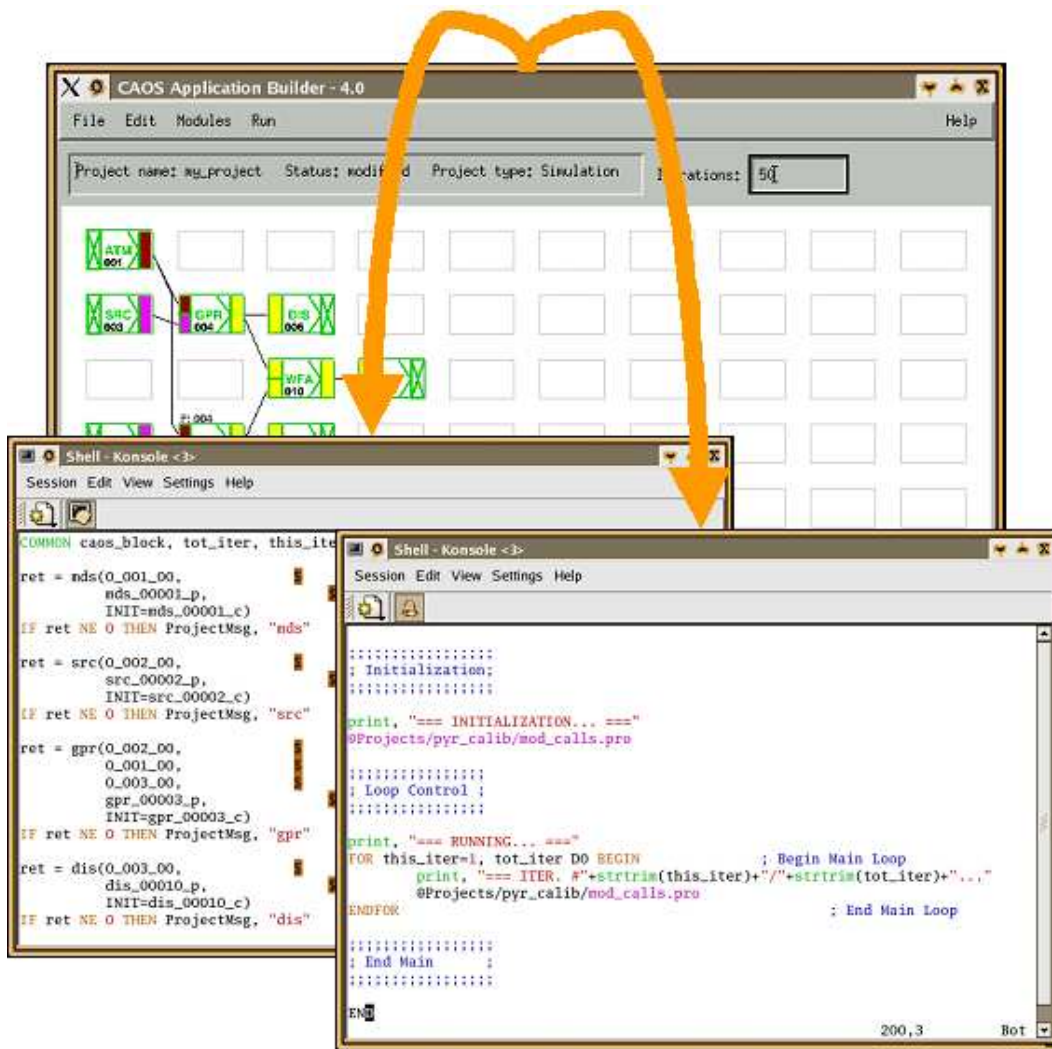 CAOS Application Builder - 4.0
File Edit Modules Run Help
Project name: my_project Status: Project type: Simulation 50
ATM
001
SRC GPR DIS
003 004 006
WFA
010
P: 004
Shell - Konsole <3>
Session Edit View Settings Help
COMMON caos_block, tot_iter, this_ite
ret = mds(O_001_00, $
mds_00001_p,
INIT=mds_00001_c)
IF ret NE 0 THEN ProjectMsg, "mds"
ret = src(O_002_00, $
src_00002_p, $
INIT=src_00002_c)
IF ret NE 0 THEN ProjectMsg, "src"
ret = gpr(O_002_00, $
O_001_00, $
O_003_00, $
gpr_00003_p, $
INIT=gpr_00003_c)
IF ret NE 0 THEN ProjectMsg, "gpr"
ret = dis(O_003_00, $
dis_00010_p, $
INIT=dis_00010_c)
IF ret NE 0 THEN ProjectMsg, "dis"
Shell - Konsole <3>
Session Edit View Settings Help
;;;;;;;;;;;;;;;;;
; Initialization;
;;;;;;;;;;;;;;;;;
print, "=== INITIALIZATION... ==="
@Projects/pyr_calib/mod_calls.pro
;;;;;;;;;;;;;;;;
; Loop Control ;
;;;;;;;;;;;;;;;;
print, "=== RUNNING... ==="
FOR this_iter=1, tot_iter DO BEGIN ; Begin Main Loop
print, "=== ITER. #"+strtrim(this_iter)+"/"+strtrim(tot_iter)+"..."
@Projects/pyr_calib/mod_calls.pro
ENDFOR ; End Main Loop
;;;;;;;;;;;;;;;;;
; End Main ;
;;;;;;;;;;;;;;;;;
END
200,3 Bot